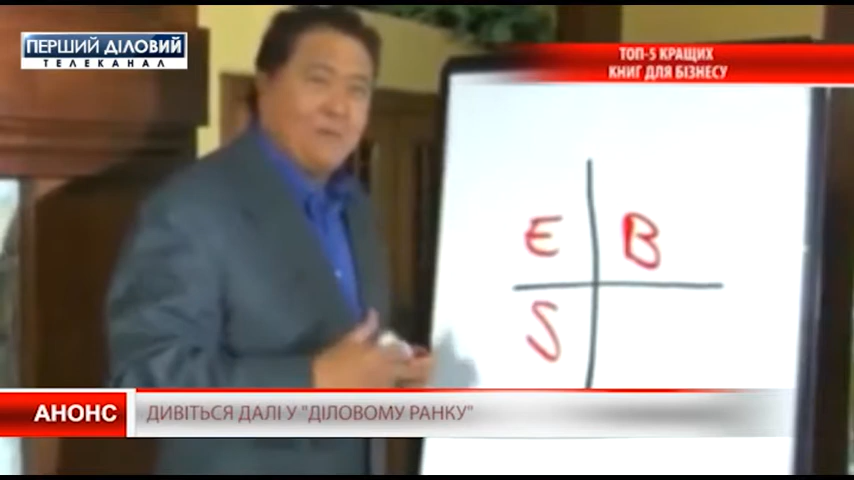 ПЕРШИЙ ДІЛОВИЙ
ТЕЛЕКАНАЛ
ТОП-5 КРАЩИХ
КНИГ ДЛЯ БІЗНЕСУ
E B
S
АНОНС
ДИВІТЬСЯ ДАЛІ У "ДІЛОВОМУ РАНКУ"